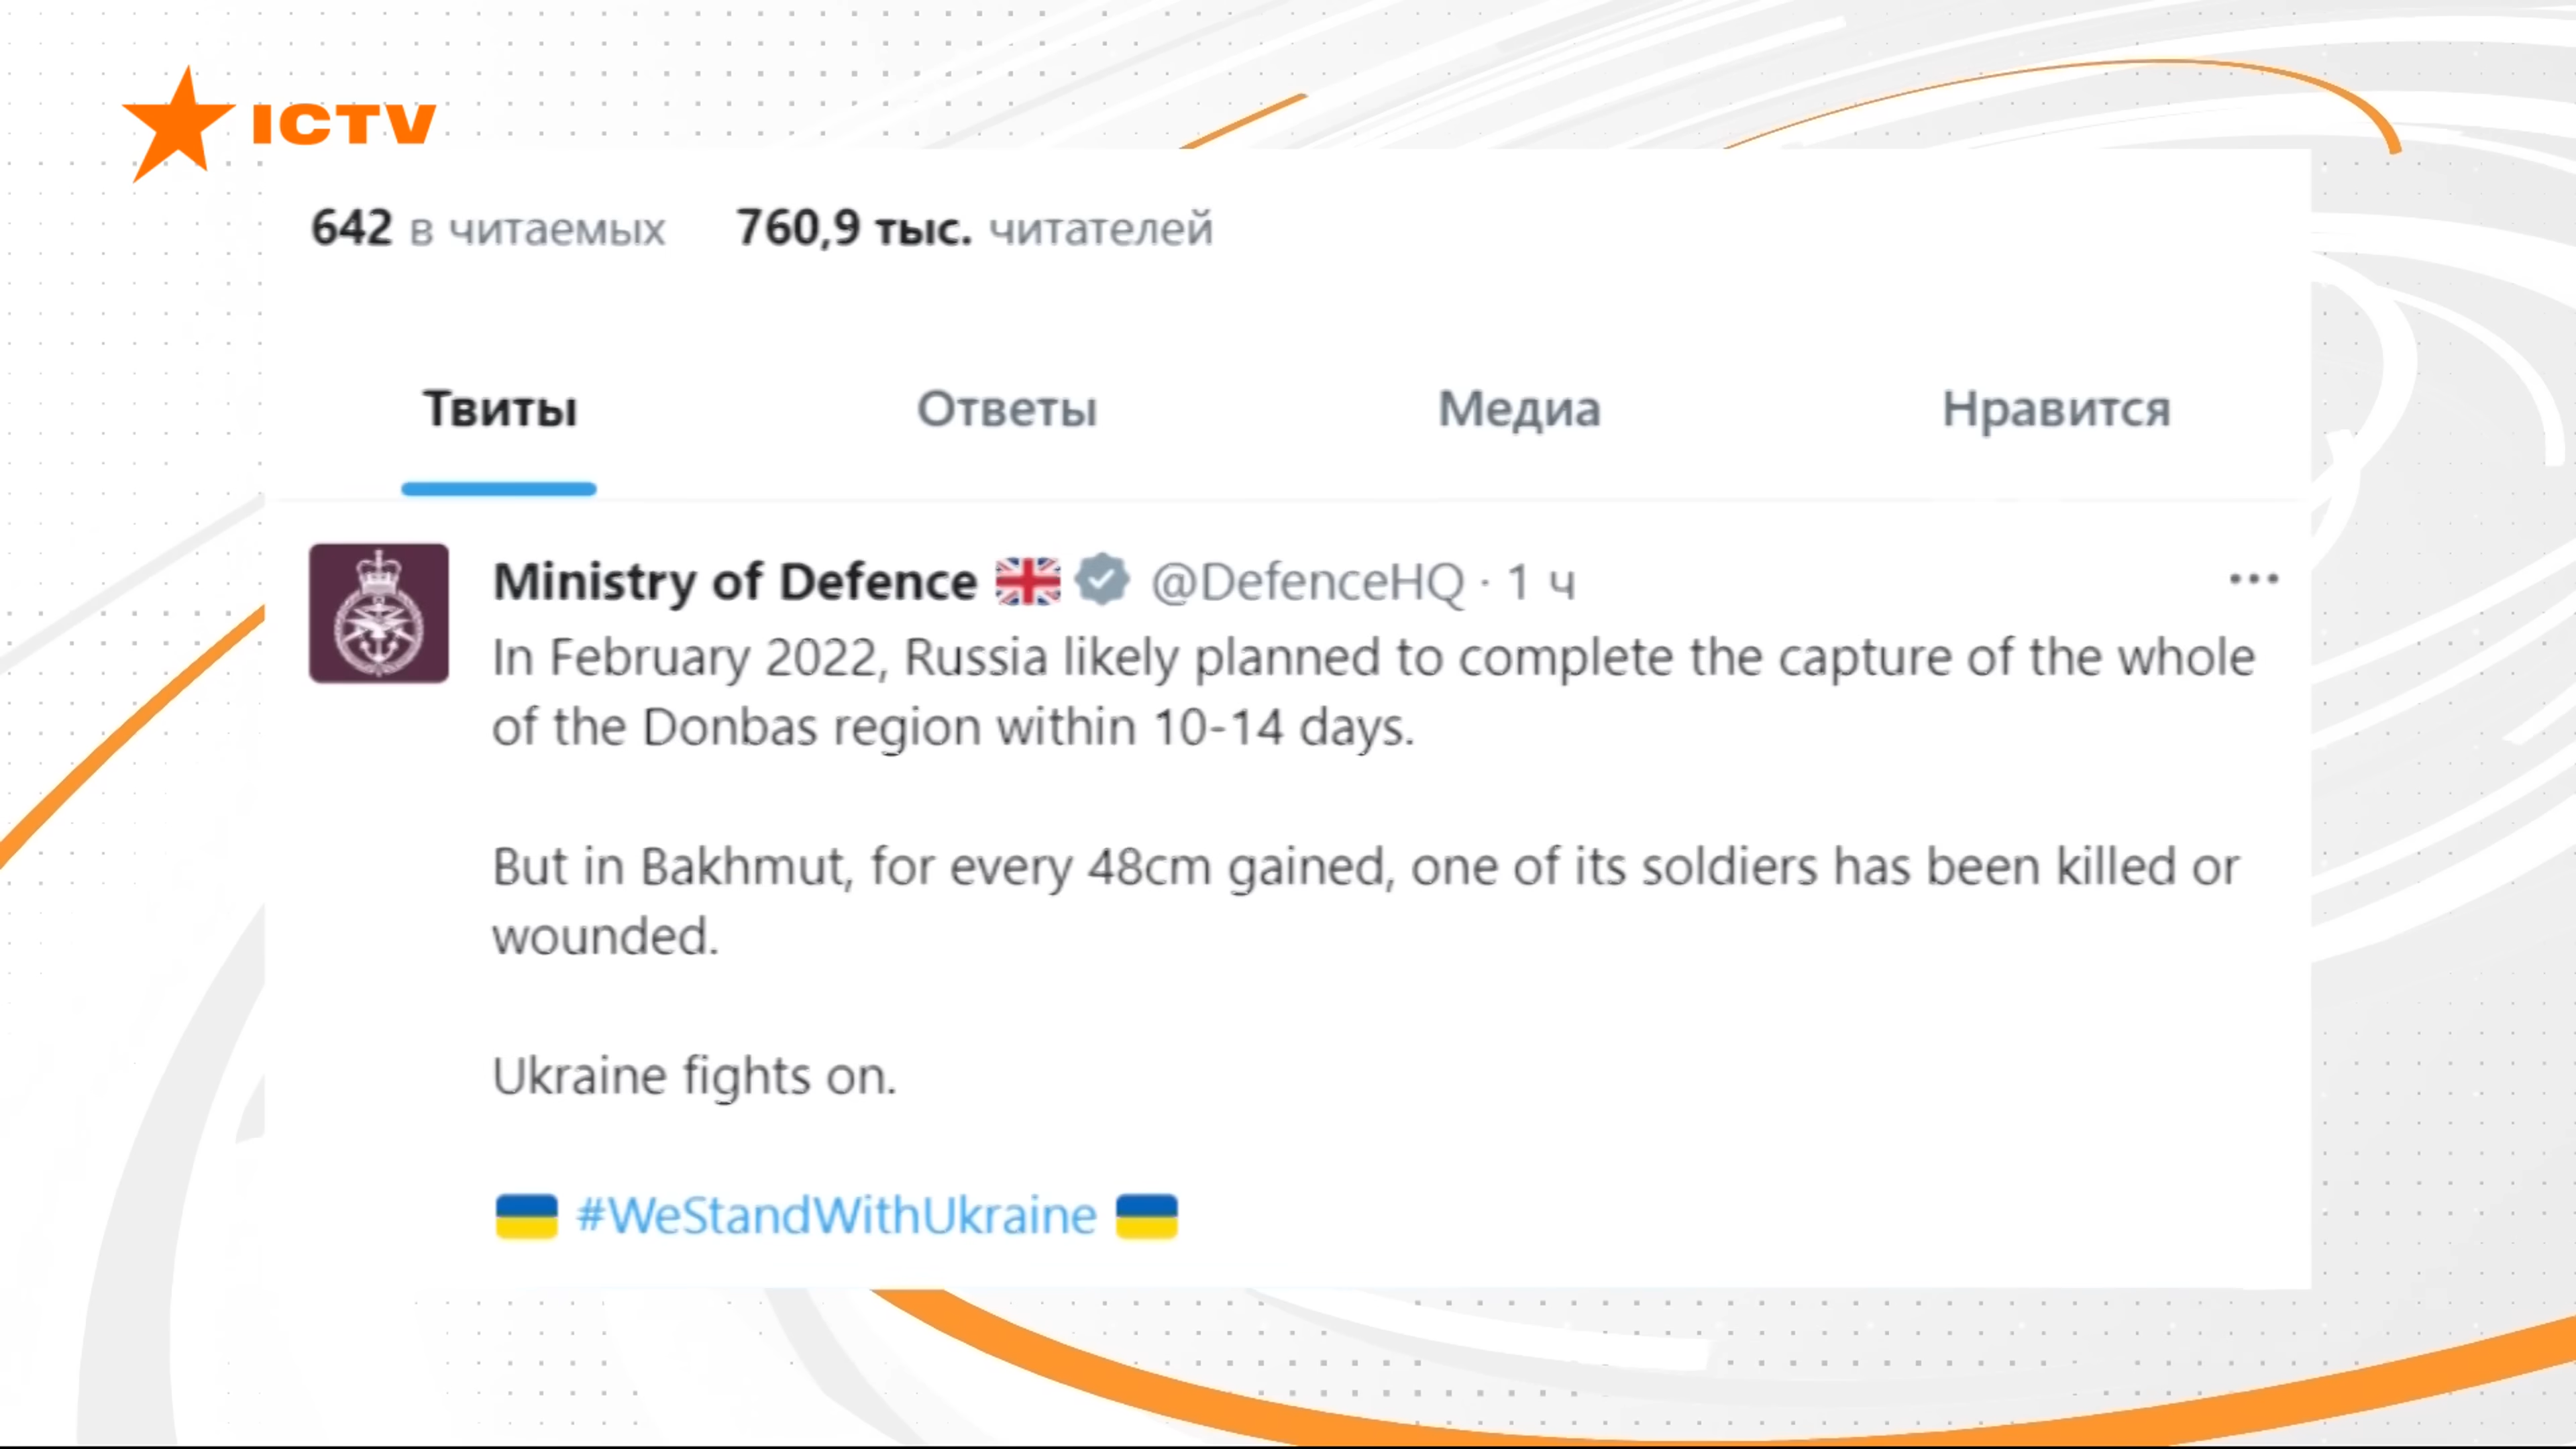 ICTV
642 в читаемых 760,9 тыс. читателей
Твиты Ответы Медиа Нравится
Ministry of Defence 🇬🇧 @DefenceHQ · 1 ч
In February 2022, Russia likely planned to complete the capture of the whole
of the Donbas region within 10-14 days.
But in Bakhmut, for every 48cm gained, one of its soldiers has been killed or
wounded.
Ukraine fights on.
🇺🇦 #WeStandWithUkraine 🇺🇦